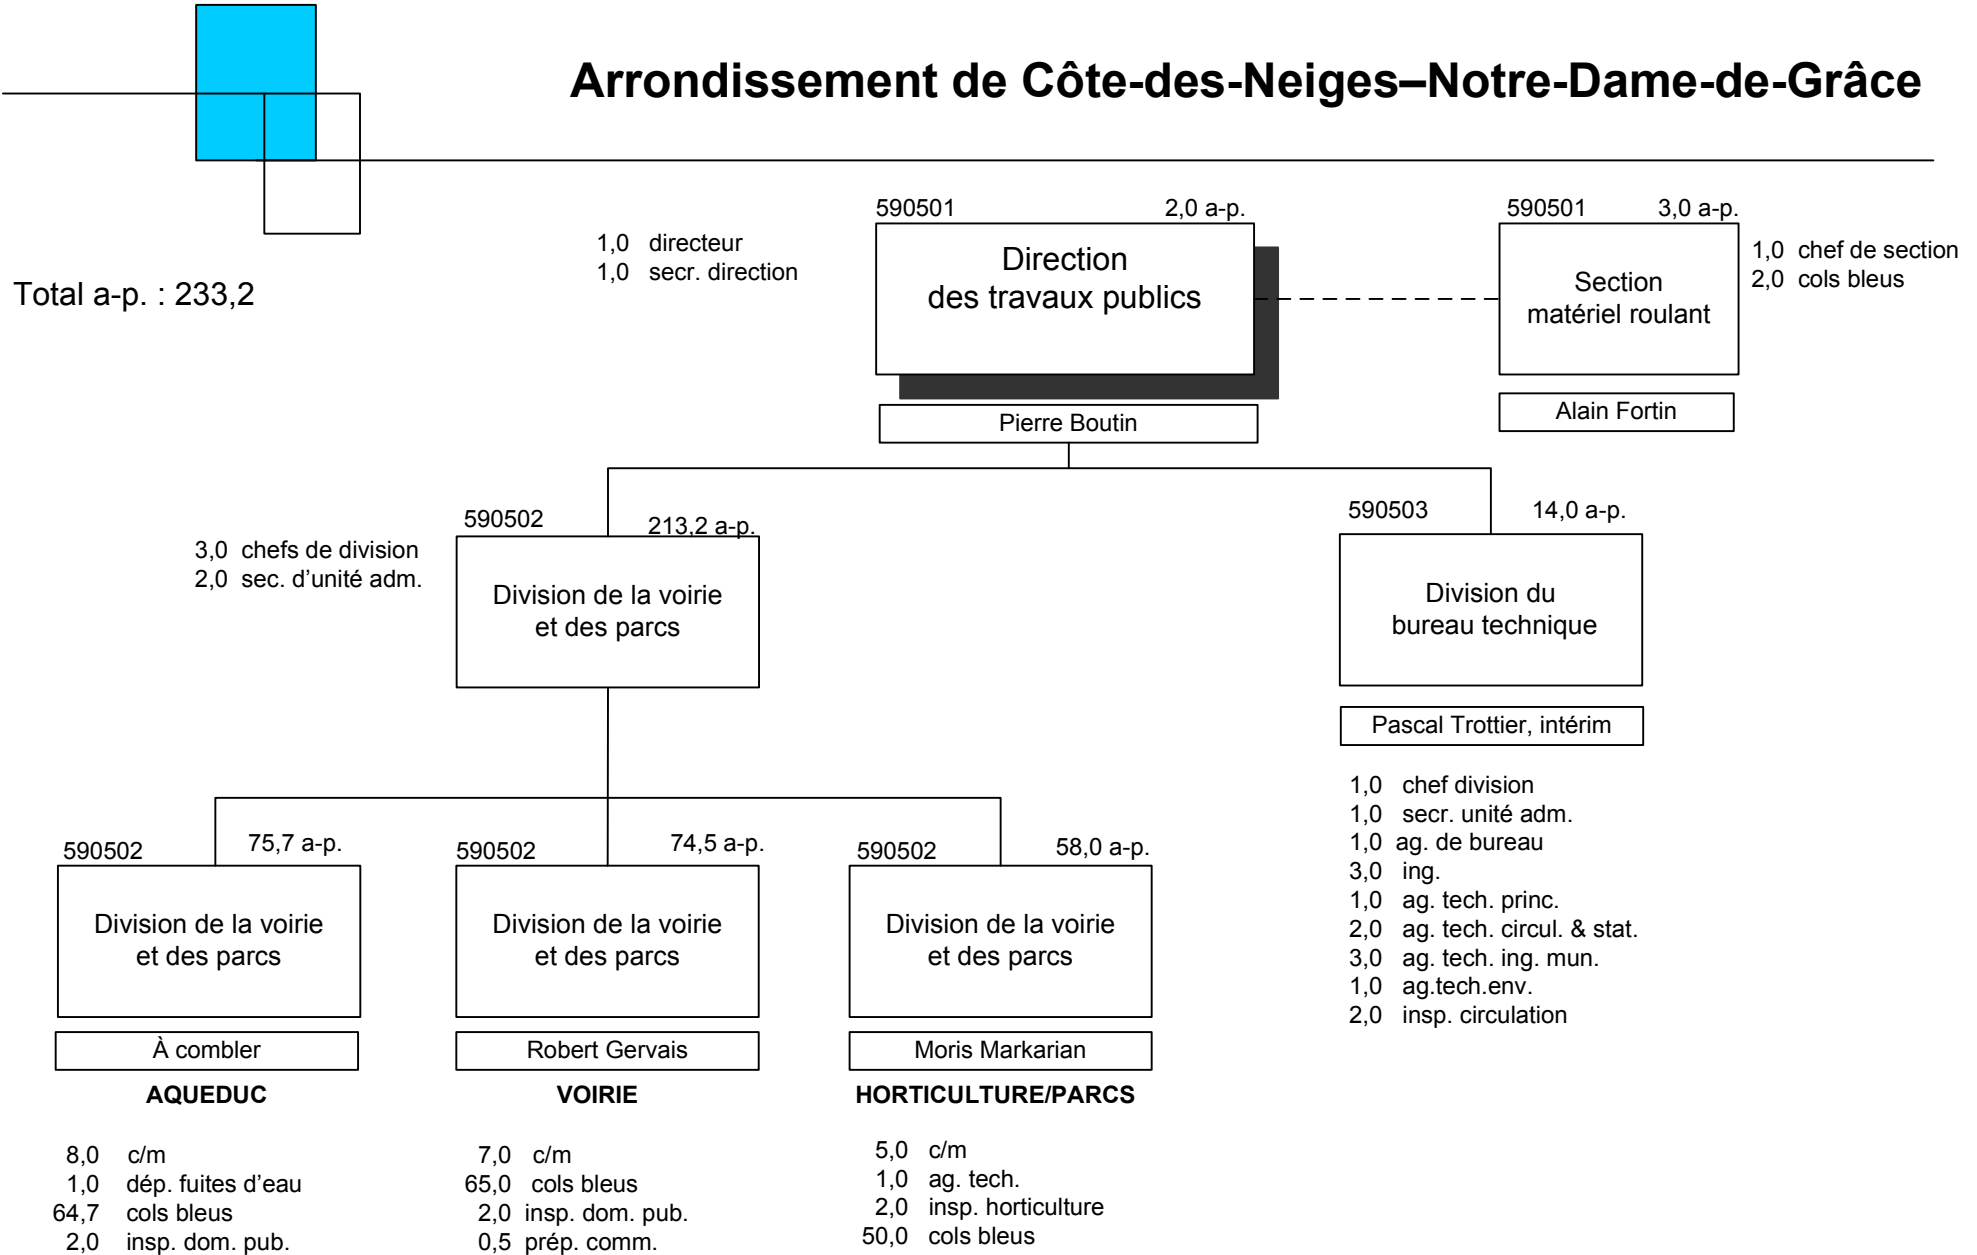 Arrondissement de Côte-des-Neiges–Notre-Dame-de-Grâce
Total a-p. : 233,2
1,0 directeur
1,0 secr. direction
590501 2,0 a-p.
Direction
des travaux publics
Pierre Boutin
590501 3,0 a-p.
Section
matériel roulant
Alain Fortin
1,0 chef de section
2,0 cols bleus
3,0 chefs de division
2,0 sec. d’unité adm.
590502 213,2 a-p.
Division de la voirie
et des parcs
590503 14,0 a-p.
Division du
bureau technique
Pascal Trottier, intérim
1,0 chef division
1,0 secr. unité adm.
1,0 ag. de bureau
3,0 ing.
1,0 ag. tech. princ.
2,0 ag. tech. circul. & stat.
3,0 ag. tech. ing. mun.
1,0 ag.tech.env.
2,0 insp. circulation
590502 75,7 a-p.
Division de la voirie
et des parcs
À combler
AQUEDUC
8,0 c/m
1,0 dép. fuites d’eau
64,7 cols bleus
2,0 insp. dom. pub.
590502 74,5 a-p.
Division de la voirie
et des parcs
Robert Gervais
VOIRIE
7,0 c/m
65,0 cols bleus
2,0 insp. dom. pub.
0,5 prép. comm.
590502 58,0 a-p.
Division de la voirie
et des parcs
Moris Markarian
HORTICULTURE/PARCS
5,0 c/m
1,0 ag. tech.
2,0 insp. horticulture
50,0 cols bleus